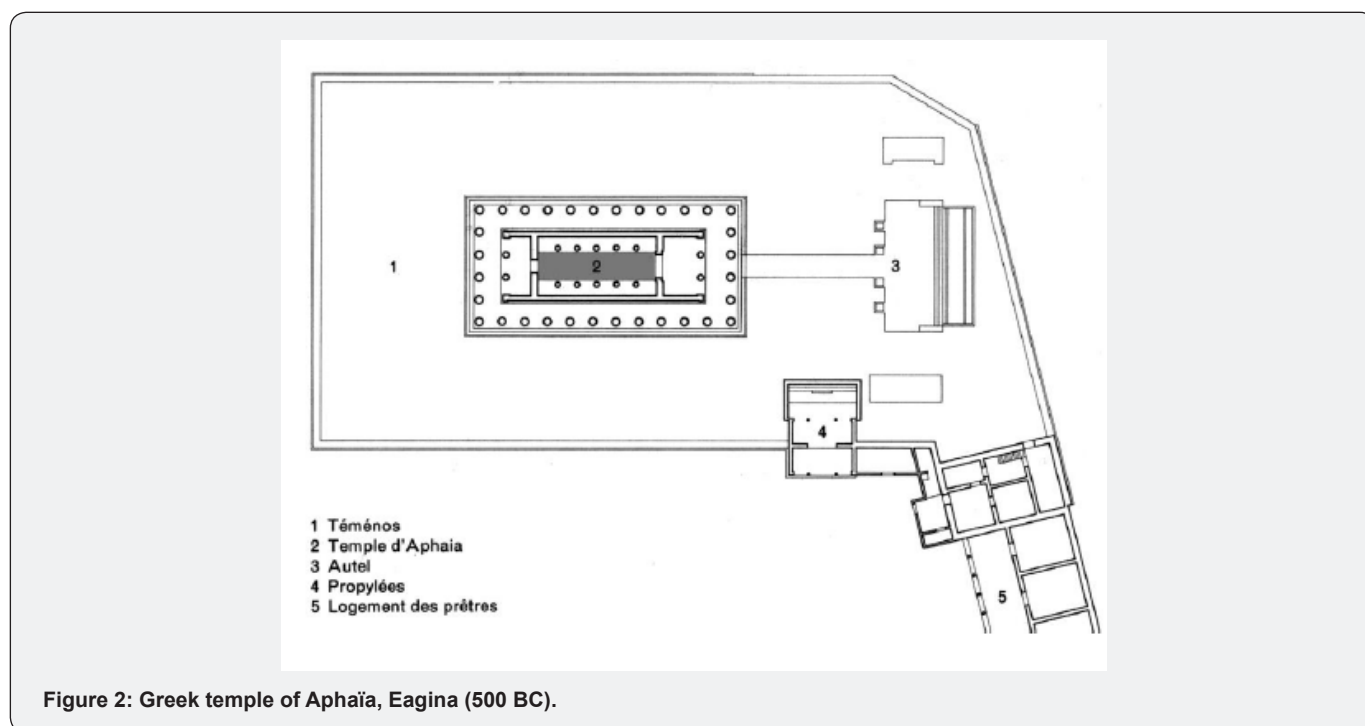 1
2
3
4
5
1 Téménos
2 Temple d'Aphaia
3 Autel
4 Propylées
5 Logement des prêtres
Figure 2: Greek temple of Aphaïa, Eagina (500 BC).